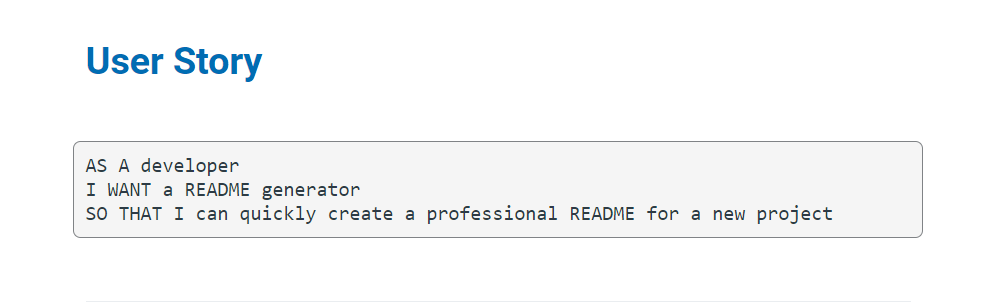 User Story
AS A developer
I WANT a README generator
SO THAT I can quickly create a professional README for a new project